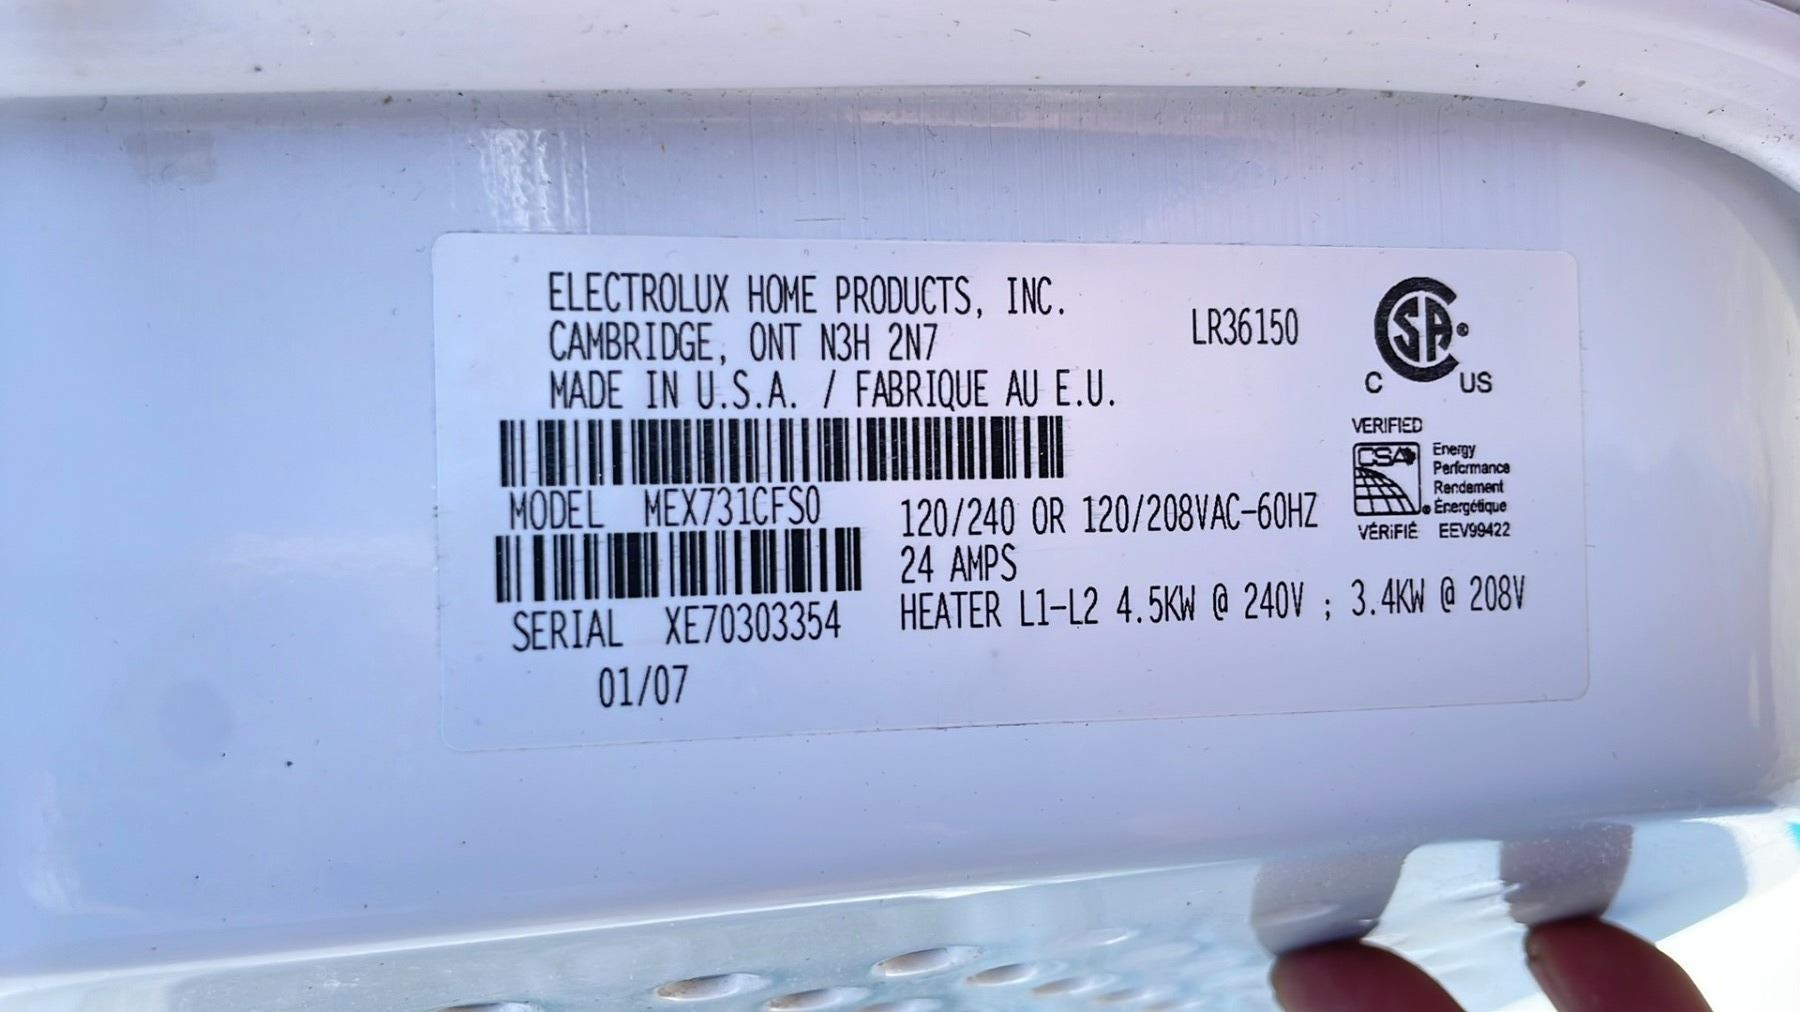 ELECTROLUX HOME PRODUCTS, INC.
CAMBRIDGE, ONT N3H 2N7
MADE IN U.S.A. / FABRIQUE AU E.U.
LR36150
CSA®
C US
VERIFIED
CSA
Energy
Performance
Rendement
Énergétique
VÉRIFIÉ EEV99422
MODEL MEX731CFS0
SERIAL XE70303354
01/07
120/240 OR 120/208VAC-60HZ
24 AMPS
HEATER L1-L2 4.5KW @ 240V ; 3.4KW @ 208V